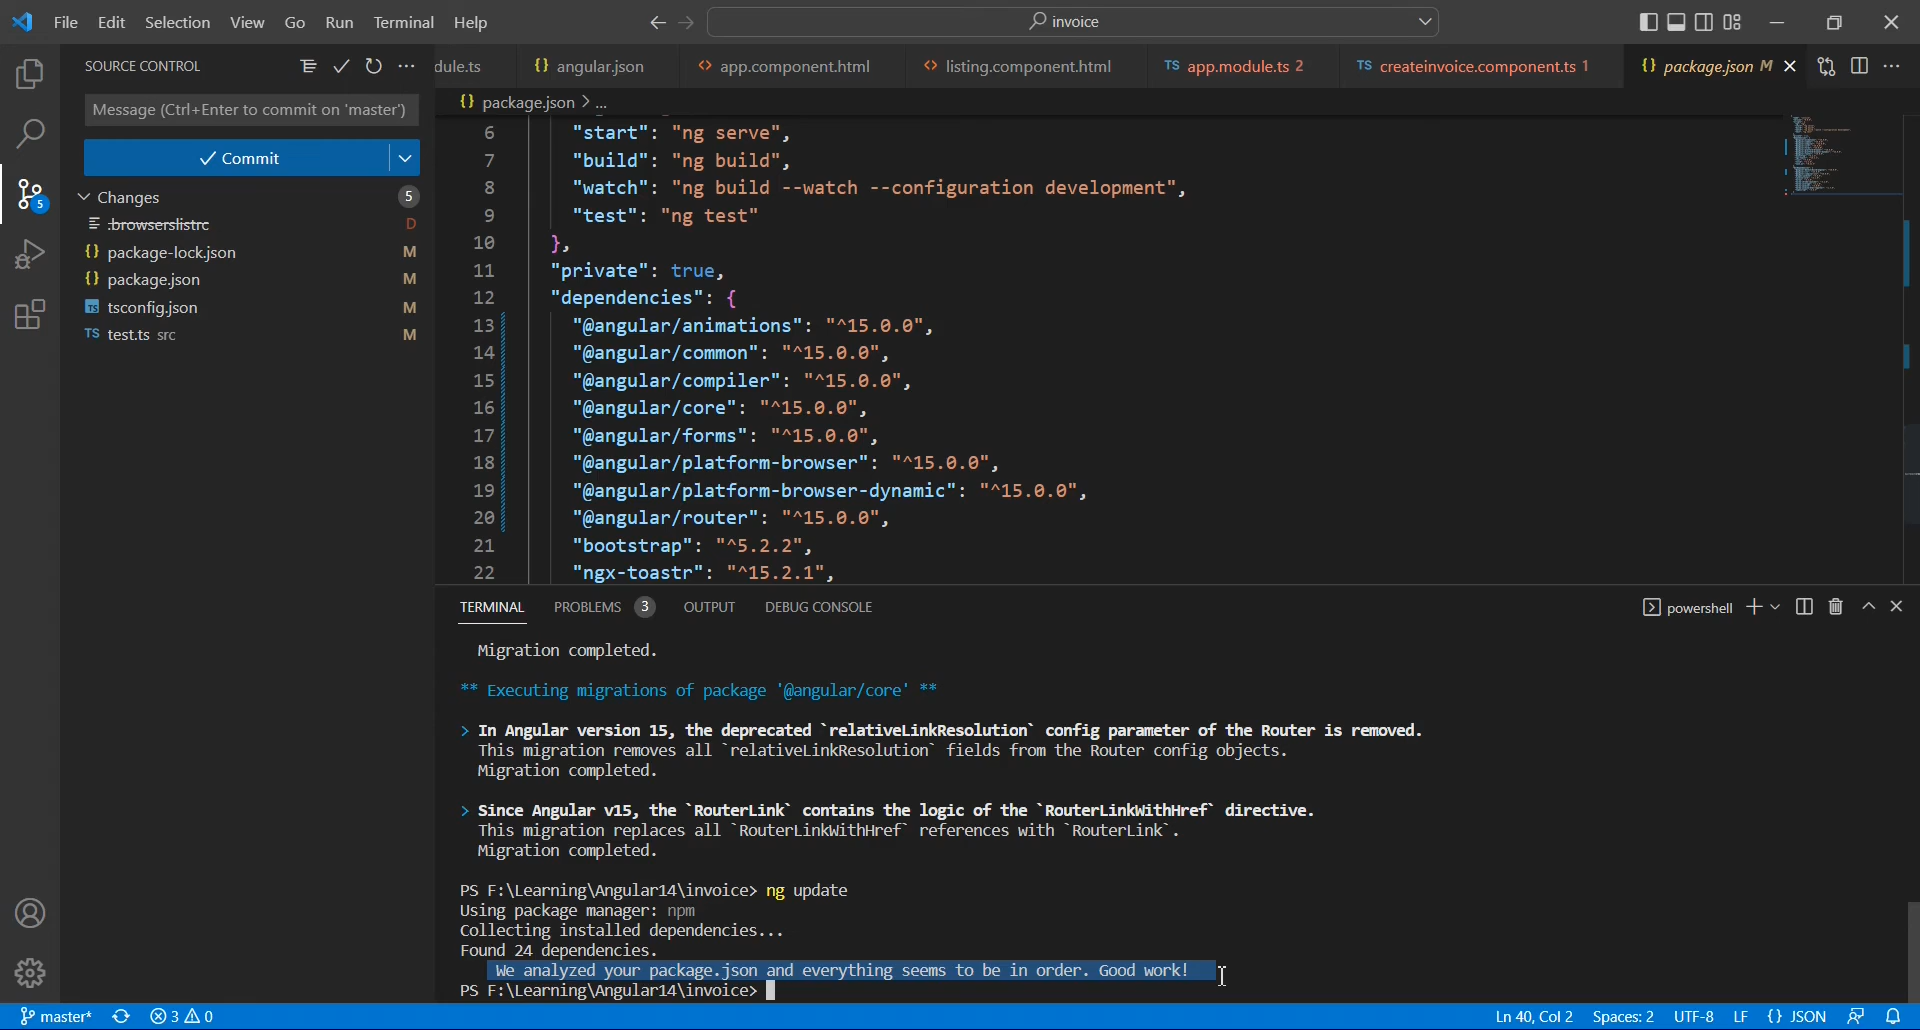 File Edit Selection View Go Run Terminal Help
invoice
SOURCE CONTROL
dule.ts
{} angular.json
<> app.component.html
<> listing.component.html
TS app.module.ts 2
TS createinvoice.component.ts 1
{} package.json M
Message (Ctrl+Enter to commit on 'master')
{} package.json > ...
Commit
Changes 5
.browserslistrc D
{} package-lock.json M
{} package.json M
TS tsconfig.json M
TS test.ts src M
5
6 "start": "ng serve",
7 "build": "ng build",
8 "watch": "ng build --watch --configuration development",
9 "test": "ng test"
10 },
11 "private": true,
12 "dependencies": {
13 "@angular/animations": "^15.0.0",
14 "@angular/common": "^15.0.0",
15 "@angular/compiler": "^15.0.0",
16 "@angular/core": "^15.0.0",
17 "@angular/forms": "^15.0.0",
18 "@angular/platform-browser": "^15.0.0",
19 "@angular/platform-browser-dynamic": "^15.0.0",
20 "@angular/router": "^15.0.0",
21 "bootstrap": "^5.2.2",
22 "ngx-toastr": "^15.2.1",
TERMINAL PROBLEMS 3 OUTPUT DEBUG CONSOLE
powershell
Migration completed.
** Executing migrations of package '@angular/core' **
> In Angular version 15, the deprecated `relativeLinkResolution` config parameter of the Router is removed.
This migration removes all `relativeLinkResolution` fields from the Router config objects.
Migration completed.
> Since Angular v15, the `RouterLink` contains the logic of the `RouterLinkWithHref` directive.
This migration replaces all `RouterLinkWithHref` references with `RouterLink`.
Migration completed.
PS F:\Learning\Angular14\invoice> ng update
Using package manager: npm
Collecting installed dependencies...
Found 24 dependencies.
We analyzed your package.json and everything seems to be in order. Good work!
PS F:\Learning\Angular14\invoice>
master* 3 0
Ln 40, Col 2 Spaces: 2 UTF-8 LF {} JSON